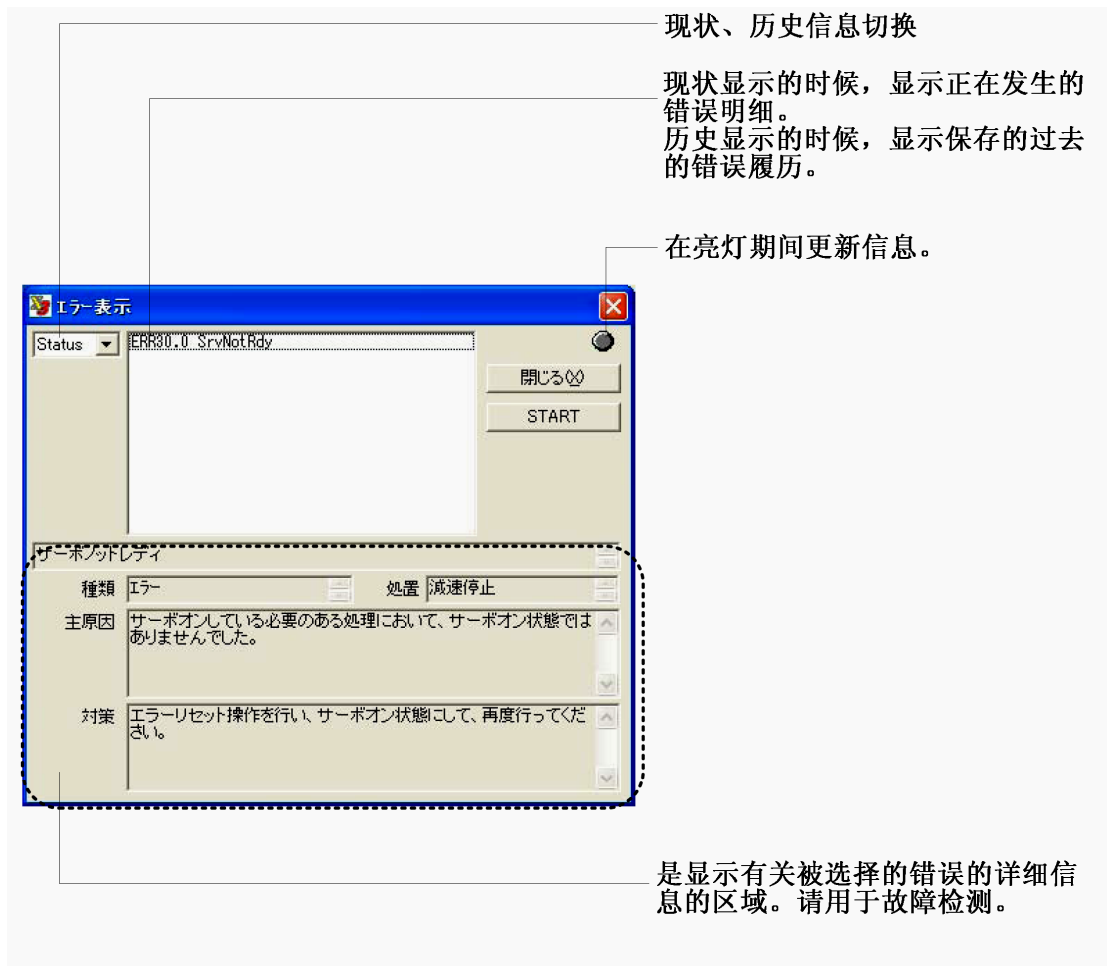 现状、历史信息切换
现状显示的时候，显示正在发生的
错误明细。
历史显示的时候，显示保存的过去
的错误履历。
在亮灯期间更新信息。
エラー表示
Status
ERR30.0 SrvNotRdy
閉じる(X)
START
サーボノットレディ
種類
エラー
処置
減速停止
主原因
サーボオンしている必要のある処理において、サーボオン状態では
ありませんでした。
対策
エラーリセット操作を行い、サーボオン状態にして、再度行ってくだ
さい。
是显示有关被选择的错误的详细信
息的区域。请用于故障检测。